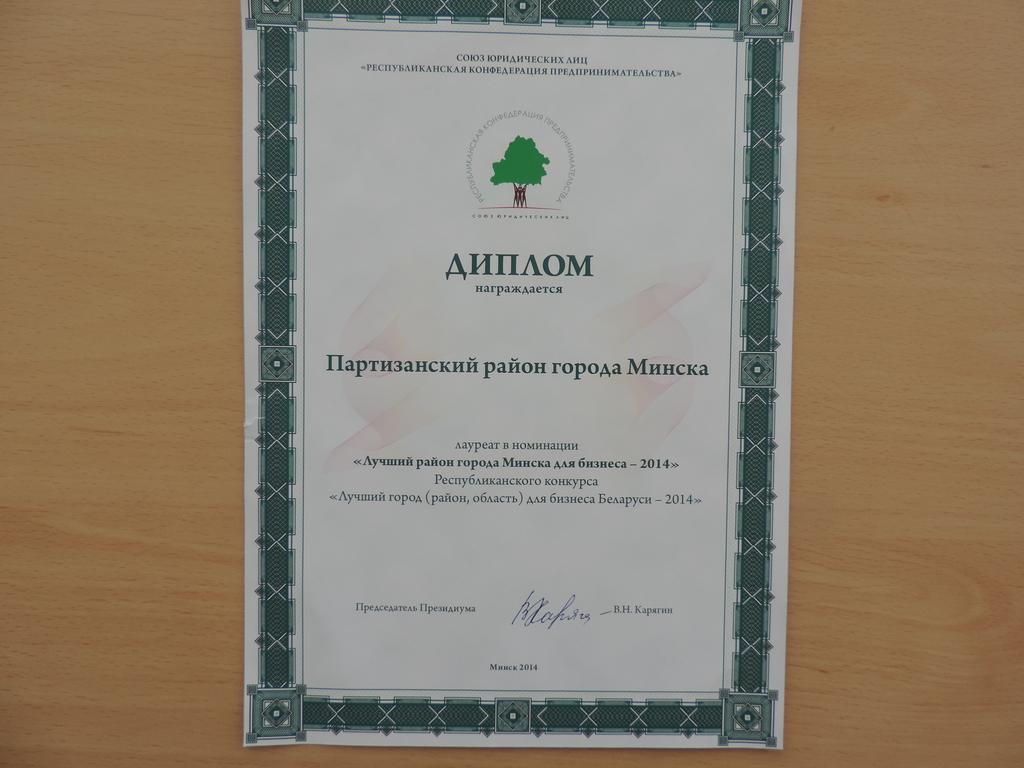 СОЮЗ ЮРИДИЧЕСКИХ ЛИЦ
«РЕСПУБЛИКАНСКАЯ КОНФЕДЕРАЦИЯ ПРЕДПРИНИМАТЕЛЬСТВА»
РЕСПУБЛИКАНСКАЯ КОНФЕДЕРАЦИЯ ПРЕДПРИНИМАТЕЛЬСТВА
СОЮЗ ЮРИДИЧЕСКИХ ЛИЦ
ДИПЛОМ
награждается
Партизанский район города Минска
лауреат в номинации
«Лучший район города Минска для бизнеса – 2014»
Республиканского конкурса
«Лучший город (район, область) для бизнеса Беларуси – 2014»
Председатель Президиума В.Н. Карягин
Минск 2014